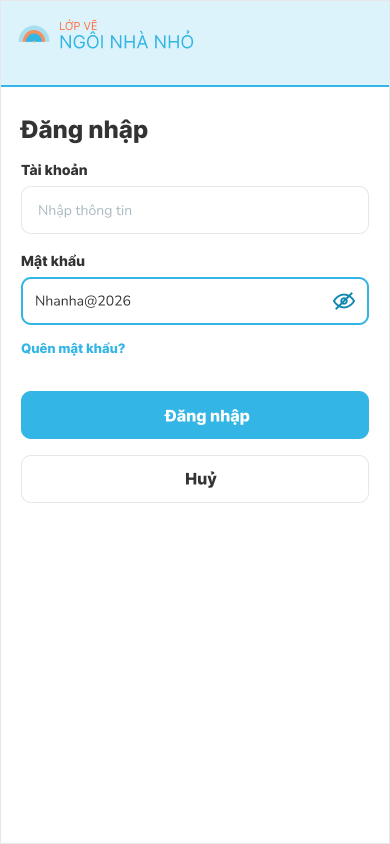 LỚP VẼ
NGÔI NHÀ NHỎ
Đăng nhập
Tài khoản
Nhập thông tin
Mật khẩu
Nhanha@2026
Quên mật khẩu?
Đăng nhập
Huỷ